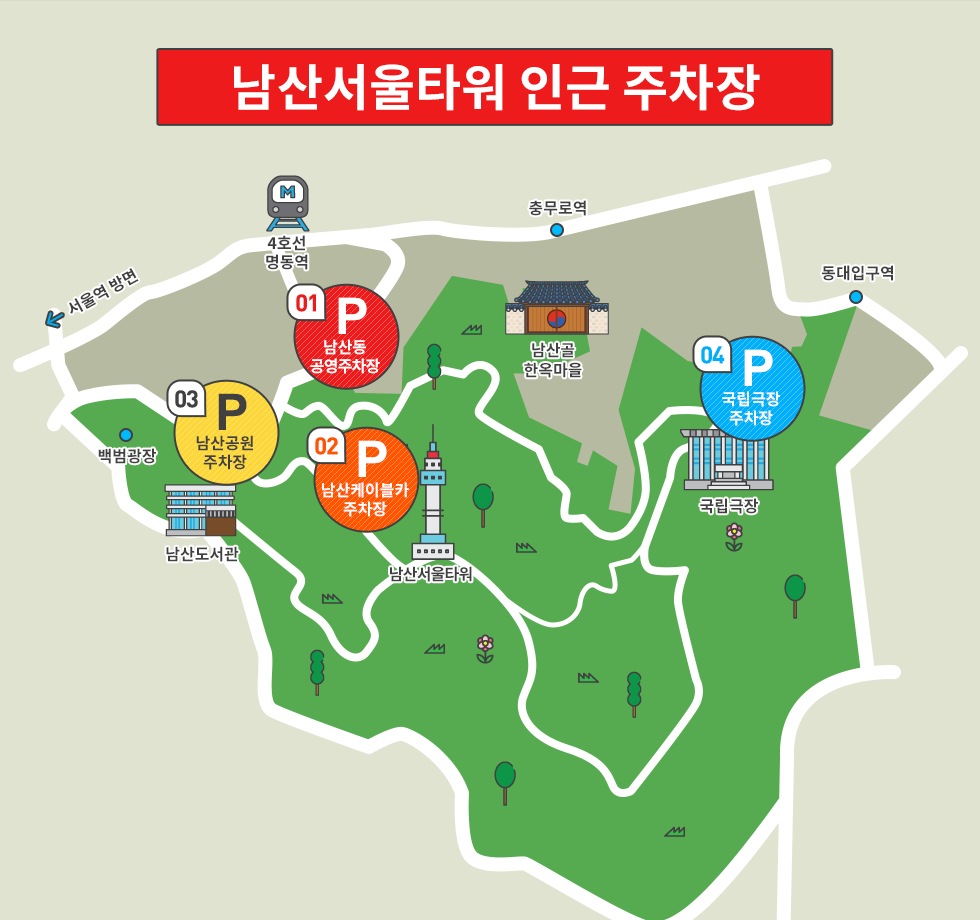 남산서울타워 인근 주차장
M
4호선
명동역
충무로역
동대입구역
서울역 방면
01
P
남산동
공영주차장
남산골
한옥마을
04
P
국립극장
주차장
03
P
남산공원
주차장
02
P
남산케이블카
주차장
백범광장
국립극장
남산도서관
남산서울타워